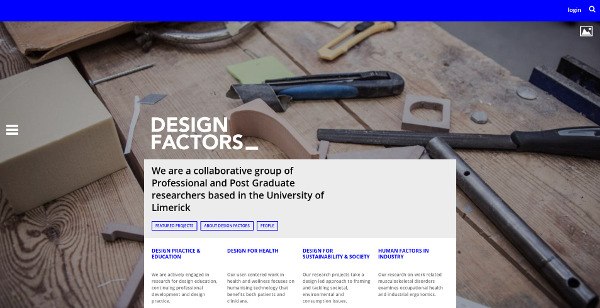 login
DESIGN
FACTORS_
We are a collaborative group of
Professional and Post Graduate
researchers based in the University of
Limerick
FEATURED PROJECTS ABOUT DESIGN FACTORS PEOPLE
DESIGN PRACTICE &
EDUCATION
We are actively engaged in
research for design education,
continuing professional
development and design
practice.
DESIGN FOR HEALTH
Our user-centered work in
health and wellness focuses on
humanising technology that
benefits both patients and
clinicians.
DESIGN FOR
SUSTAINABILITY & SOCIETY
Our research projects take a
design led approach to framing
and tackling societal,
environmental and
consumption issues.
HUMAN FACTORS IN
INDUSTRY
Our research on work related
musculoskeletal disorders
examines occupational health
and industrial ergonomics.